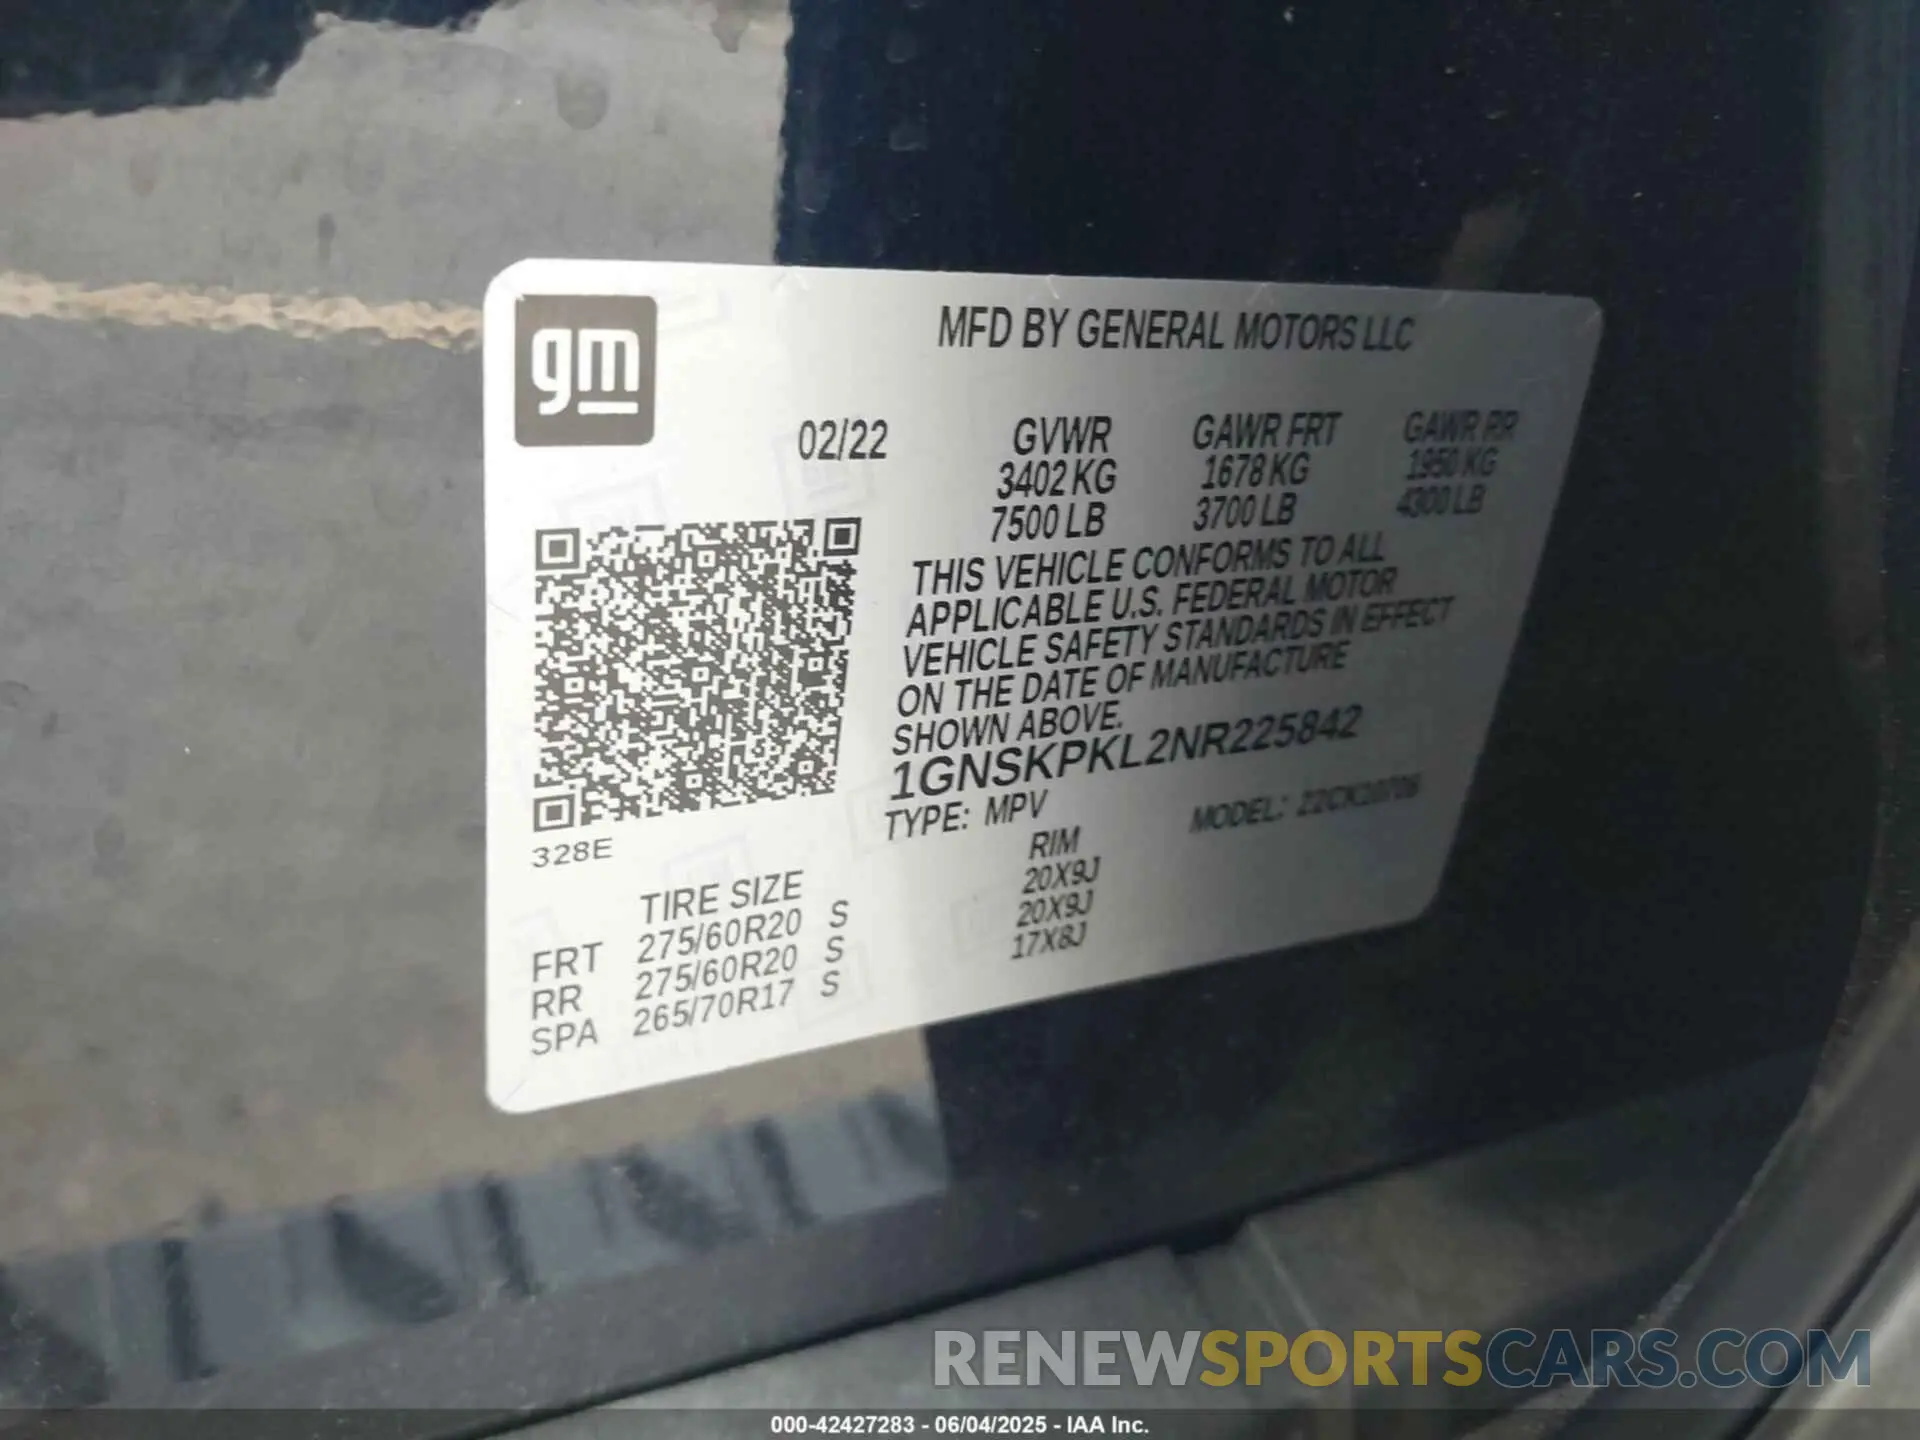 gm
MFD BY GENERAL MOTORS LLC
02/22 GVWR GAWR FRT GAWR RR
3402 KG 1678 KG 1950 KG
7500 LB 3700 LB 4300 LB
THIS VEHICLE CONFORMS TO ALL
APPLICABLE U.S. FEDERAL MOTOR
VEHICLE SAFETY STANDARDS IN EFFECT
ON THE DATE OF MANUFACTURE
SHOWN ABOVE.
1GNSKPKL2NR225842
TYPE: MPV MODEL: 22CK10706
328E
TIRE SIZE RIM
FRT 275/60R20 S 20X9J
RR 275/60R20 S 20X9J
SPA 265/70R17 S 17X8J
RENEWSPORTSCARS.COM
000-42427283 - 06/04/2025 - IAA Inc.